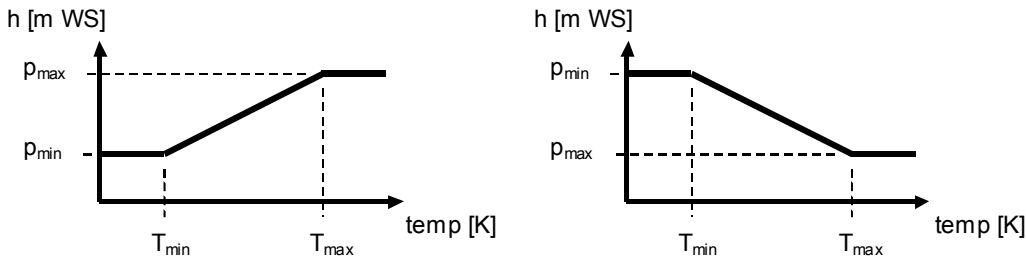 h [m WS]
pmax
pmin
temp [K]
Tmin
Tmax
h [m WS]
pmin
pmax
temp [K]
Tmin
Tmax